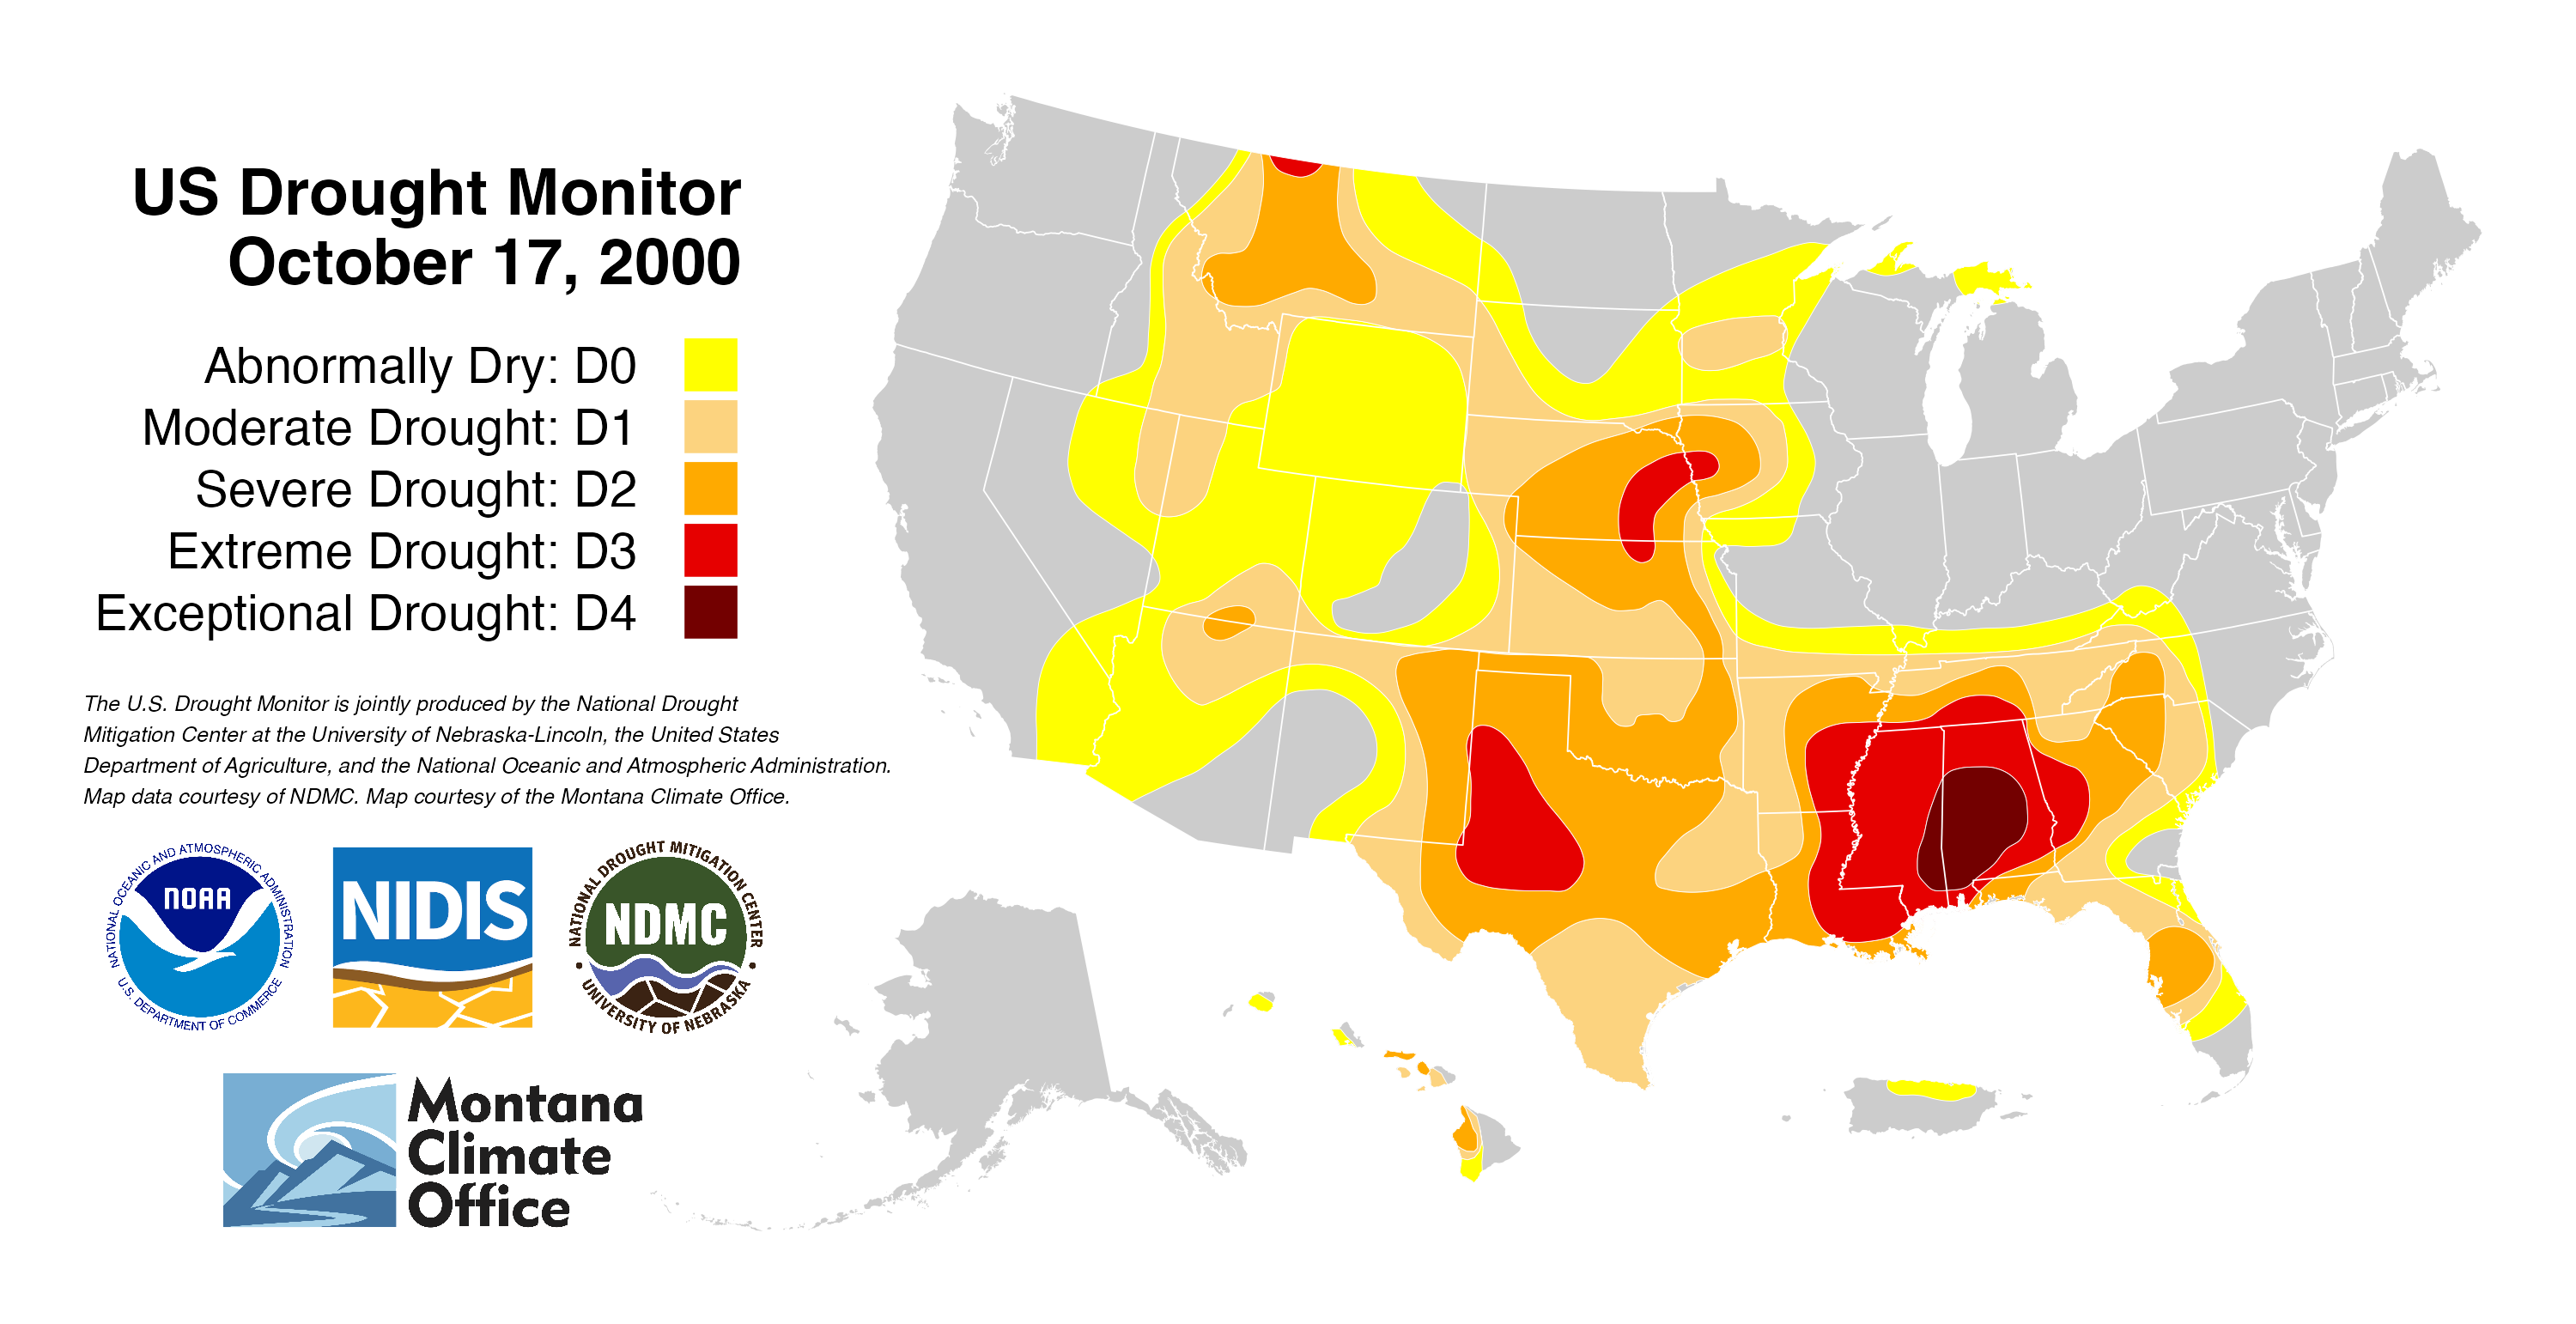 US Drought Monitor
October 17, 2000
Abnormally Dry: D0
Moderate Drought: D1
Severe Drought: D2
Extreme Drought: D3
Exceptional Drought: D4
The U.S. Drought Monitor is jointly produced by the National Drought
Mitigation Center at the University of Nebraska-Lincoln, the United States
Department of Agriculture, and the National Oceanic and Atmospheric Administration.
Map data courtesy of NDMC. Map courtesy of the Montana Climate Office.
NATIONAL OCEANIC AND ATMOSPHERIC ADMINISTRATION
NOAA
U.S. DEPARTMENT OF COMMERCE
NIDIS
NATIONAL DROUGHT MITIGATION CENTER
NDMC
UNIVERSITY OF NEBRASKA
Montana
Climate
Office